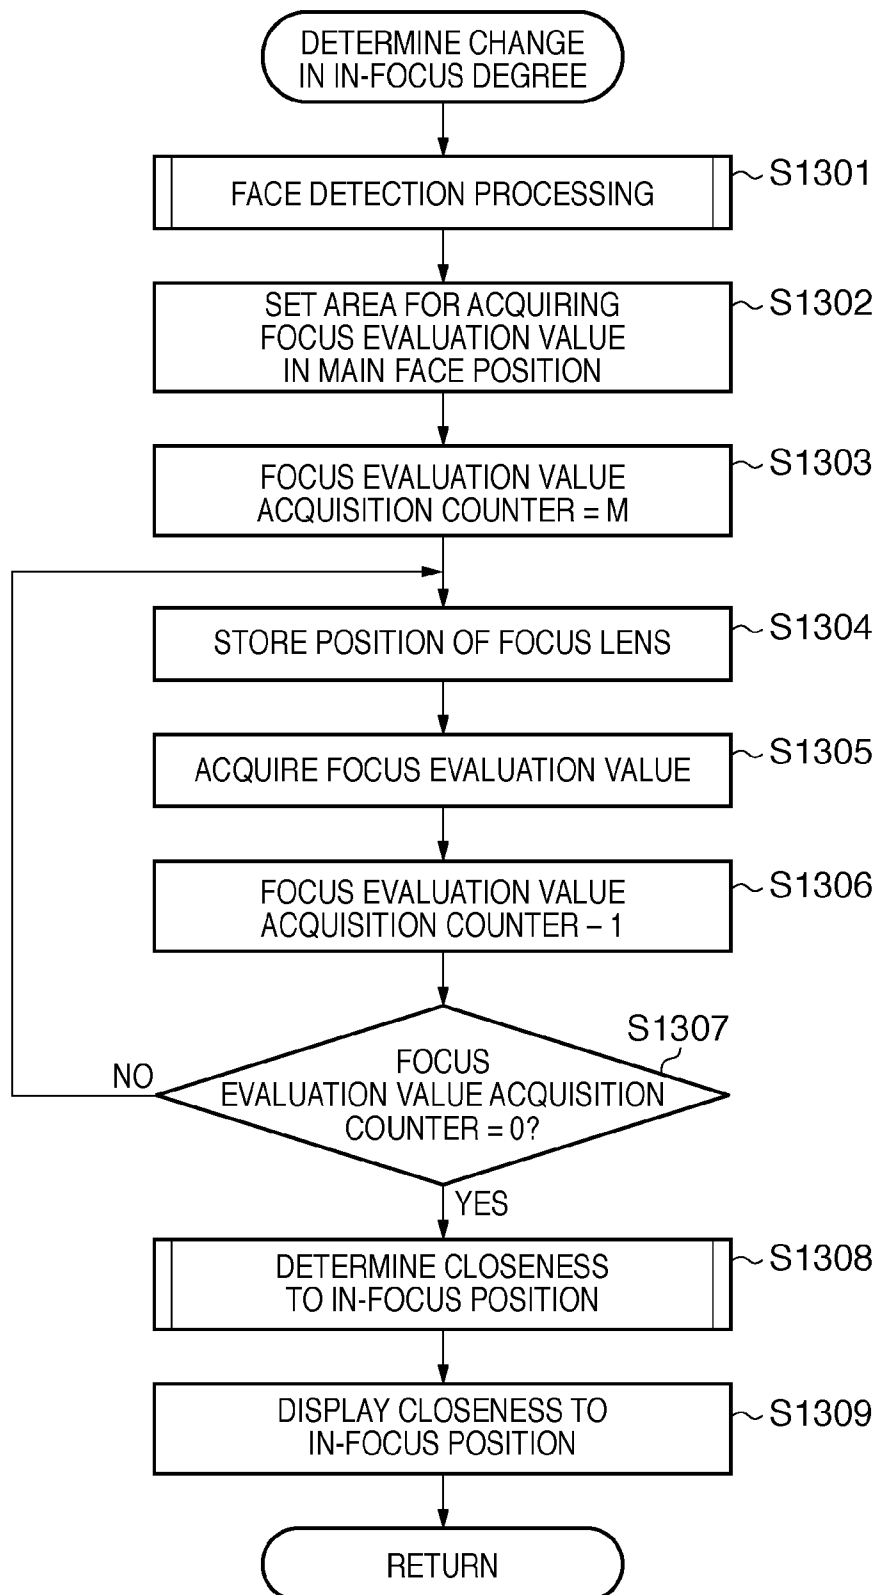 DETERMINE CHANGE
IN IN-FOCUS DEGREE
FACE DETECTION PROCESSING
S1301
SET AREA FOR ACQUIRING
FOCUS EVALUATION VALUE
IN MAIN FACE POSITION
S1302
FOCUS EVALUATION VALUE
ACQUISITION COUNTER = M
S1303
STORE POSITION OF FOCUS LENS
S1304
ACQUIRE FOCUS EVALUATION VALUE
S1305
FOCUS EVALUATION VALUE
ACQUISITION COUNTER – 1
S1306
S1307
FOCUS
EVALUATION VALUE ACQUISITION
COUNTER = 0?
NO
YES
DETERMINE CLOSENESS
TO IN-FOCUS POSITION
S1308
DISPLAY CLOSENESS TO
IN-FOCUS POSITION
S1309
RETURN